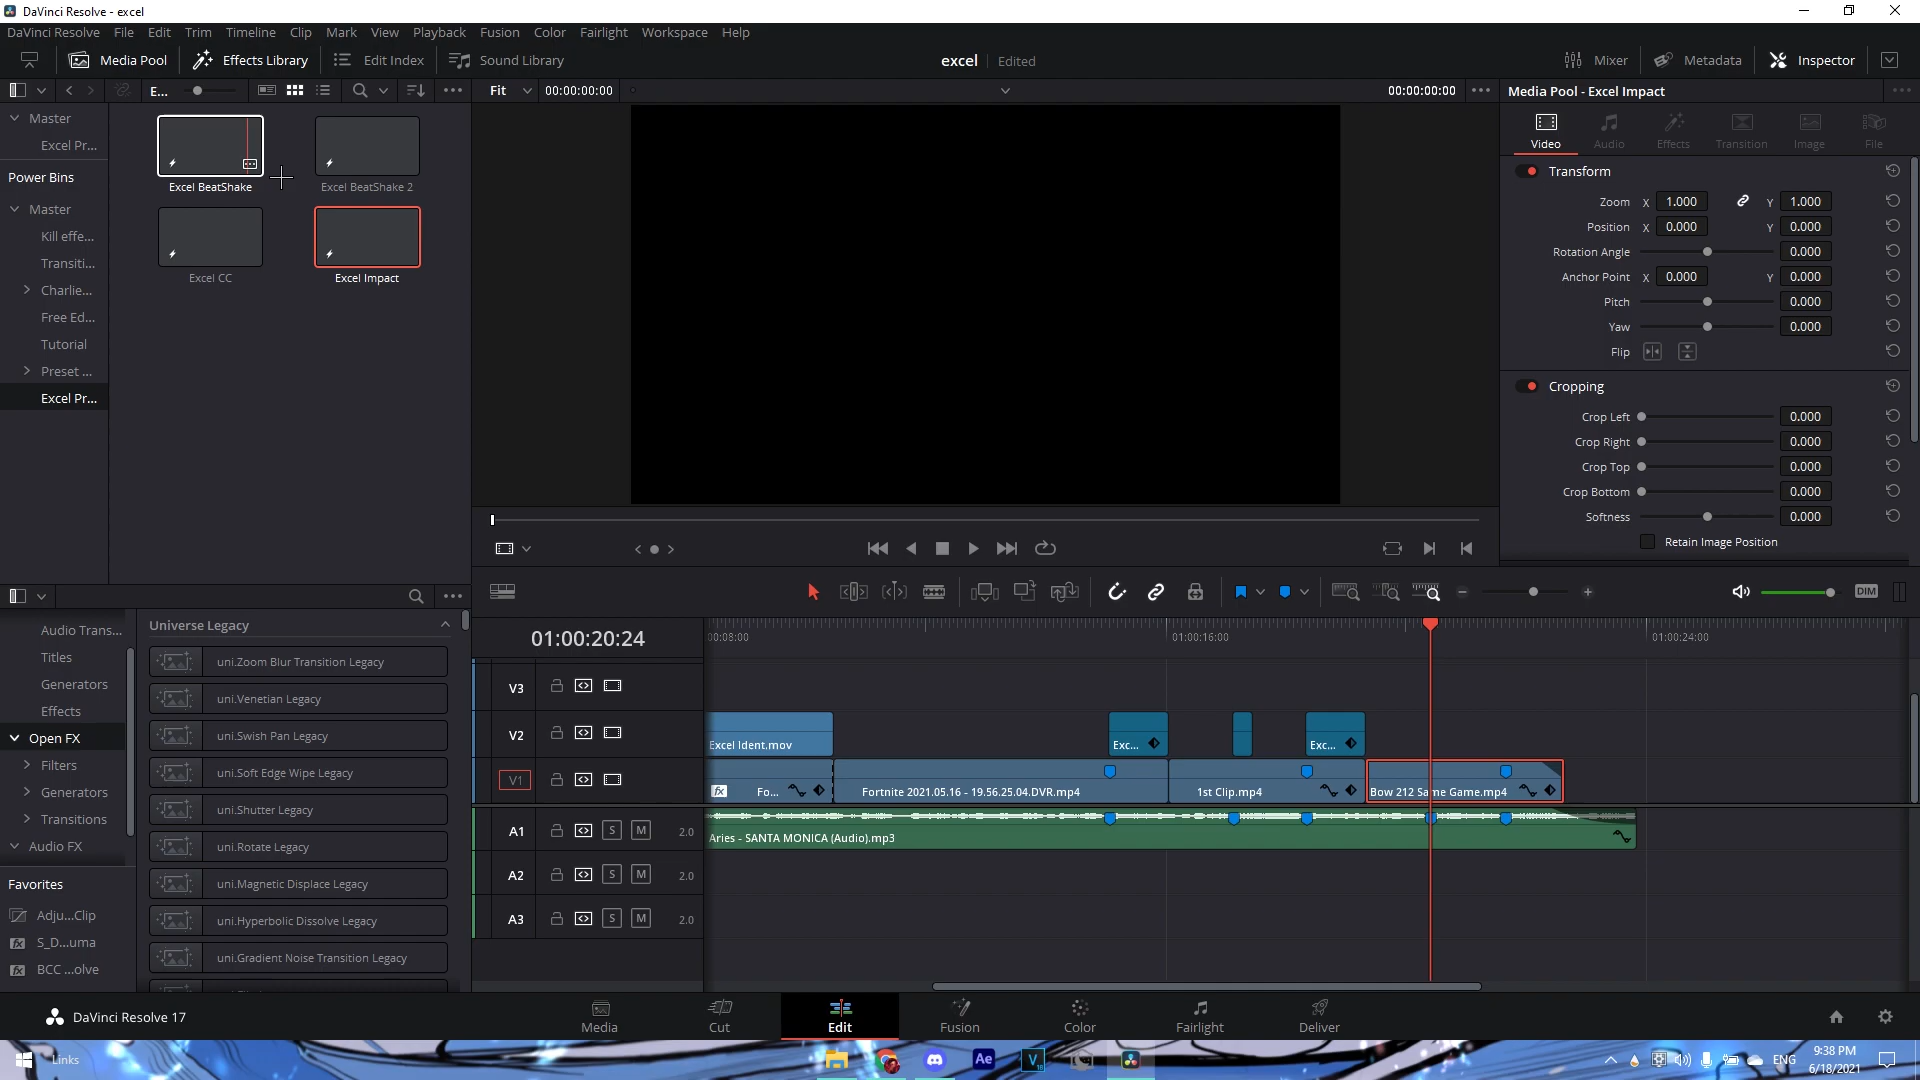 DaVinci Resolve - excel
DaVinci Resolve File Edit Trim Timeline Clip Mark View Playback Fusion Color Fairlight Workspace Help
Media Pool Effects Library Edit Index Sound Library excel Edited Mixer Metadata Inspector
E... Fit 00:00:00:00 00:00:00:00 Media Pool - Excel Impact
Master
Excel Pr...
Power Bins
Master
Kill effe...
Transiti...
Charlie...
Free Ed...
Tutorial
Preset ...
Excel Pr...
Excel BeatShake Excel BeatShake 2
Excel CC Excel Impact
Video Audio Effects Transition Image File
Transform
Zoom X 1.000 Y 1.000
Position X 0.000 Y 0.000
Rotation Angle 0.000
Anchor Point X 0.000 Y 0.000
Pitch 0.000
Yaw 0.000
Flip
Cropping
Crop Left 0.000
Crop Right 0.000
Crop Top 0.000
Crop Bottom 0.000
Softness 0.000
Retain Image Position
DIM
Audio Trans...
Titles
Generators
Effects
Open FX
Filters
Generators
Transitions
Audio FX
Favorites
Adju...Clip
S_D...uma
BCC ...olve
Universe Legacy
uni.Zoom Blur Transition Legacy
uni.Venetian Legacy
uni.Swish Pan Legacy
uni.Soft Edge Wipe Legacy
uni.Shutter Legacy
uni.Rotate Legacy
uni.Magnetic Displace Legacy
uni.Hyperbolic Dissolve Legacy
uni.Gradient Noise Transition Legacy
01:00:20:24 00:08:00 01:00:16:00 01:00:24:00
V3
V2 Excel Ident.mov Exc... Exc...
V1 fx Fo... Fortnite 2021.05.16 - 19.56.25.04.DVR.mp4 1st Clip.mp4 Bow 212 Same Game.mp4
A1 S M 2.0 Aries - SANTA MONICA (Audio).mp3
A2 S M 2.0
A3 S M 2.0
DaVinci Resolve 17 Media Cut Edit Fusion Color Fairlight Deliver
Links Ae V ENG 9:38 PM
6/18/2021